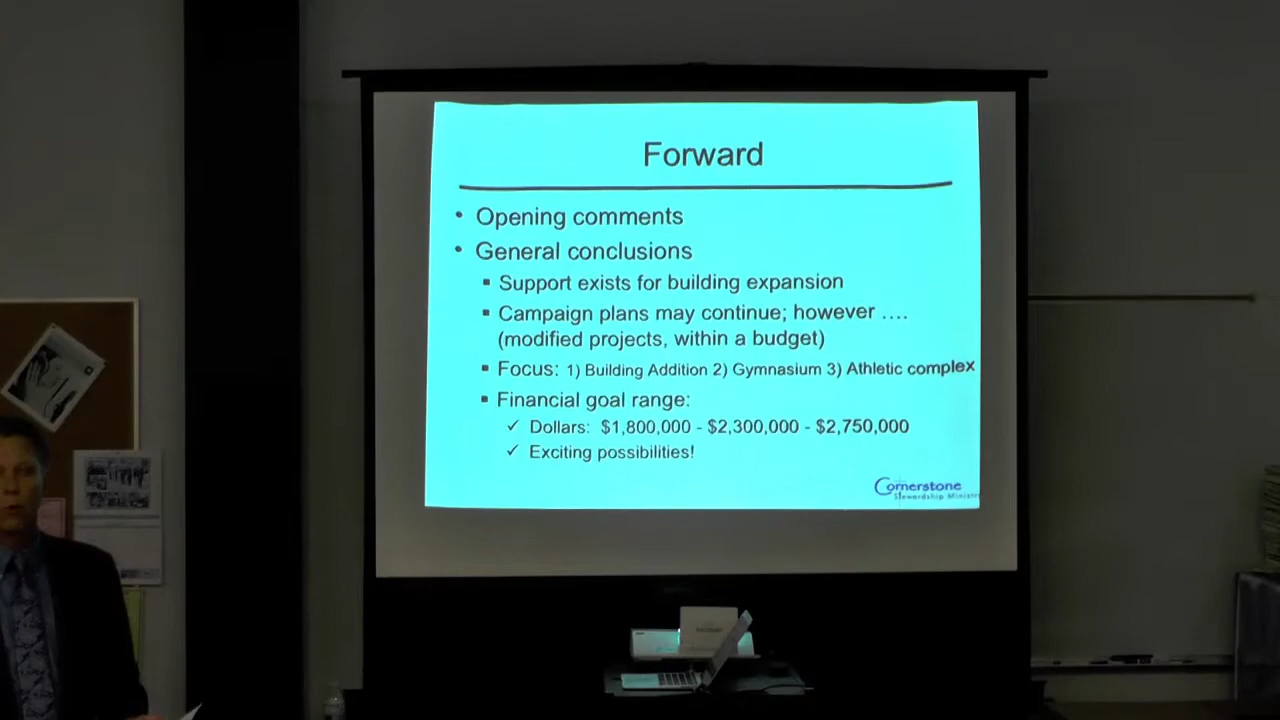 Forward
• Opening comments
• General conclusions
▪ Support exists for building expansion
▪ Campaign plans may continue; however ….
(modified projects, within a budget)
▪ Focus: 1) Building Addition 2) Gymnasium 3) Athletic complex
▪ Financial goal range:
✓ Dollars: $1,800,000 - $2,300,000 - $2,750,000
✓ Exciting possibilities!
Cornerstone
Stewardship Ministr